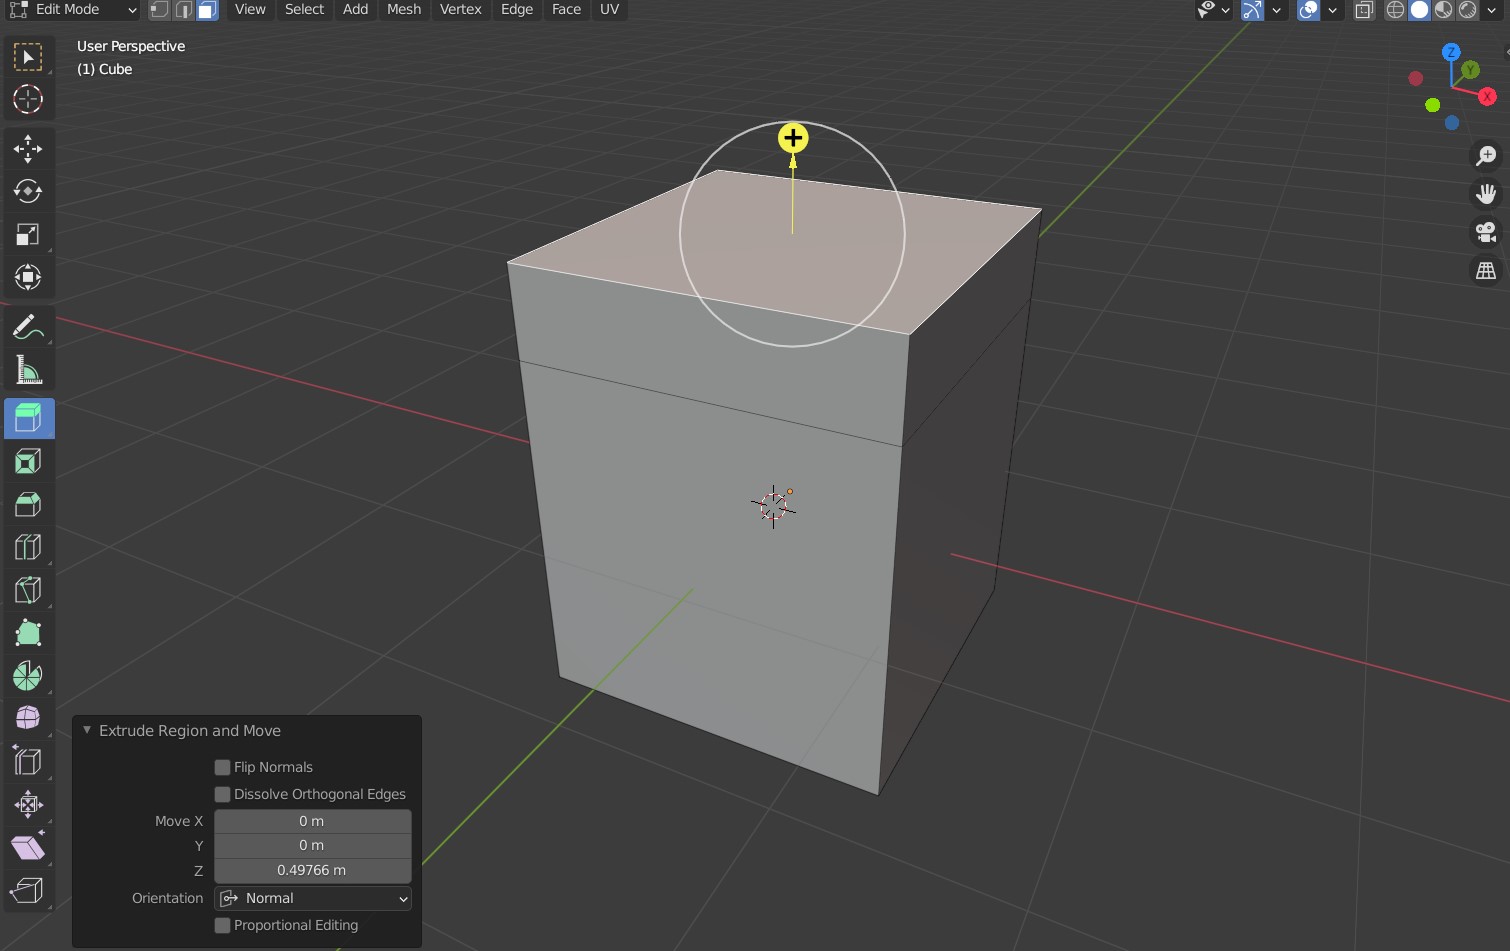 Edit Mode View Select Add Mesh Vertex Edge Face UV
User Perspective
(1) Cube
Z
Y
X
Extrude Region and Move
Flip Normals
Dissolve Orthogonal Edges
Move X 0 m
Y 0 m
Z 0.49766 m
Orientation Normal
Proportional Editing